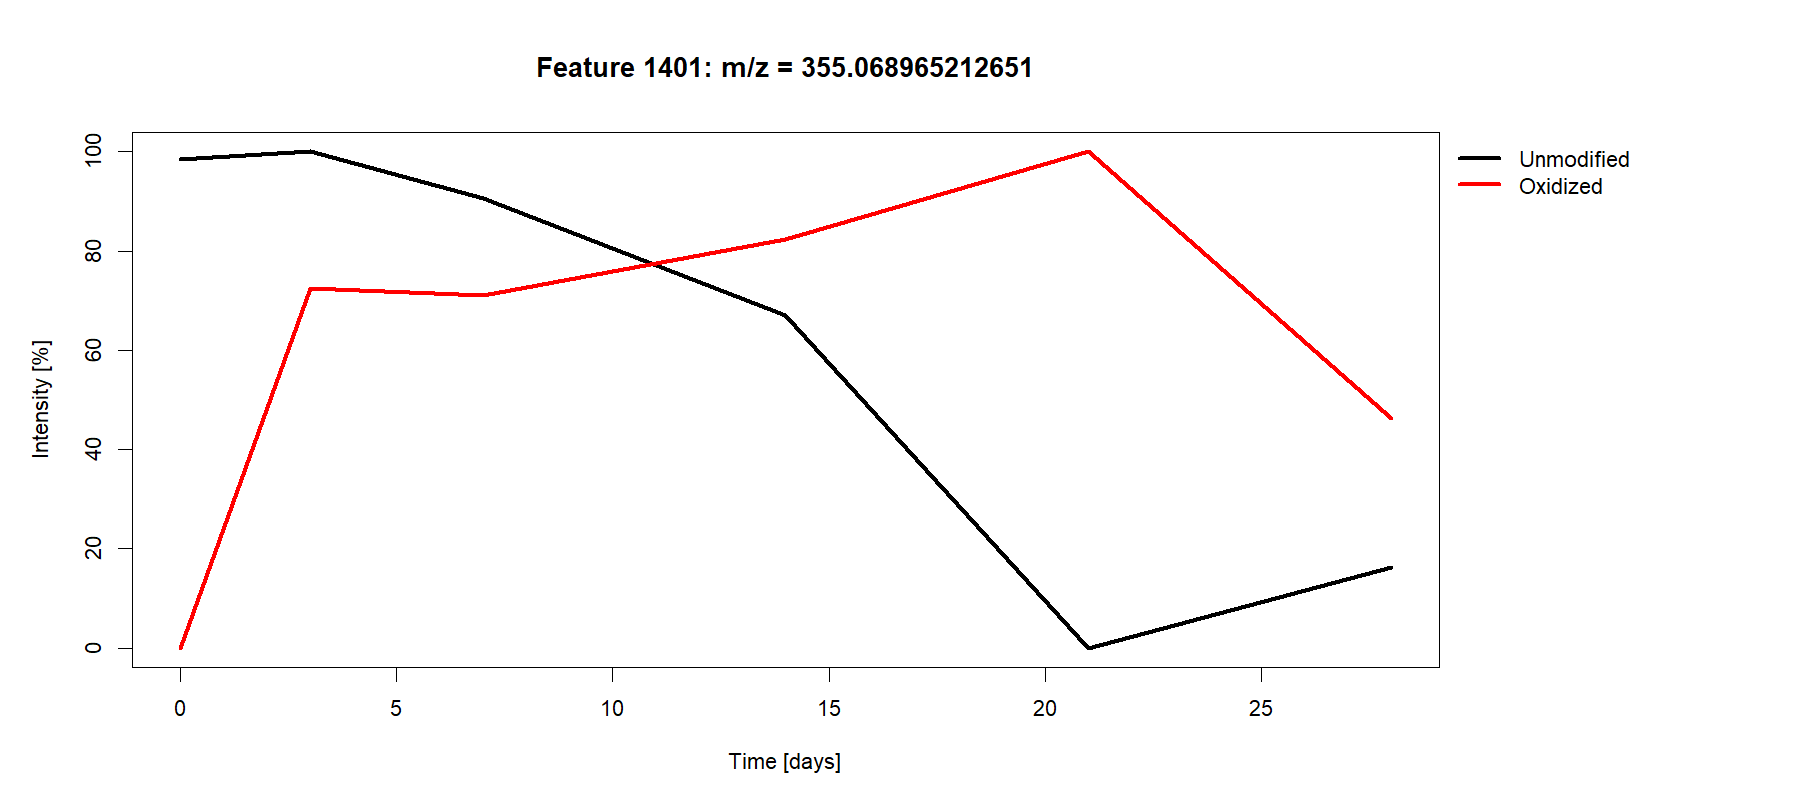 Feature 1401: m/z = 355.068965212651
Unmodified
Oxidized
Intensity [%]
100
80
60
40
20
0
0 5 10 15 20 25
Time [days]